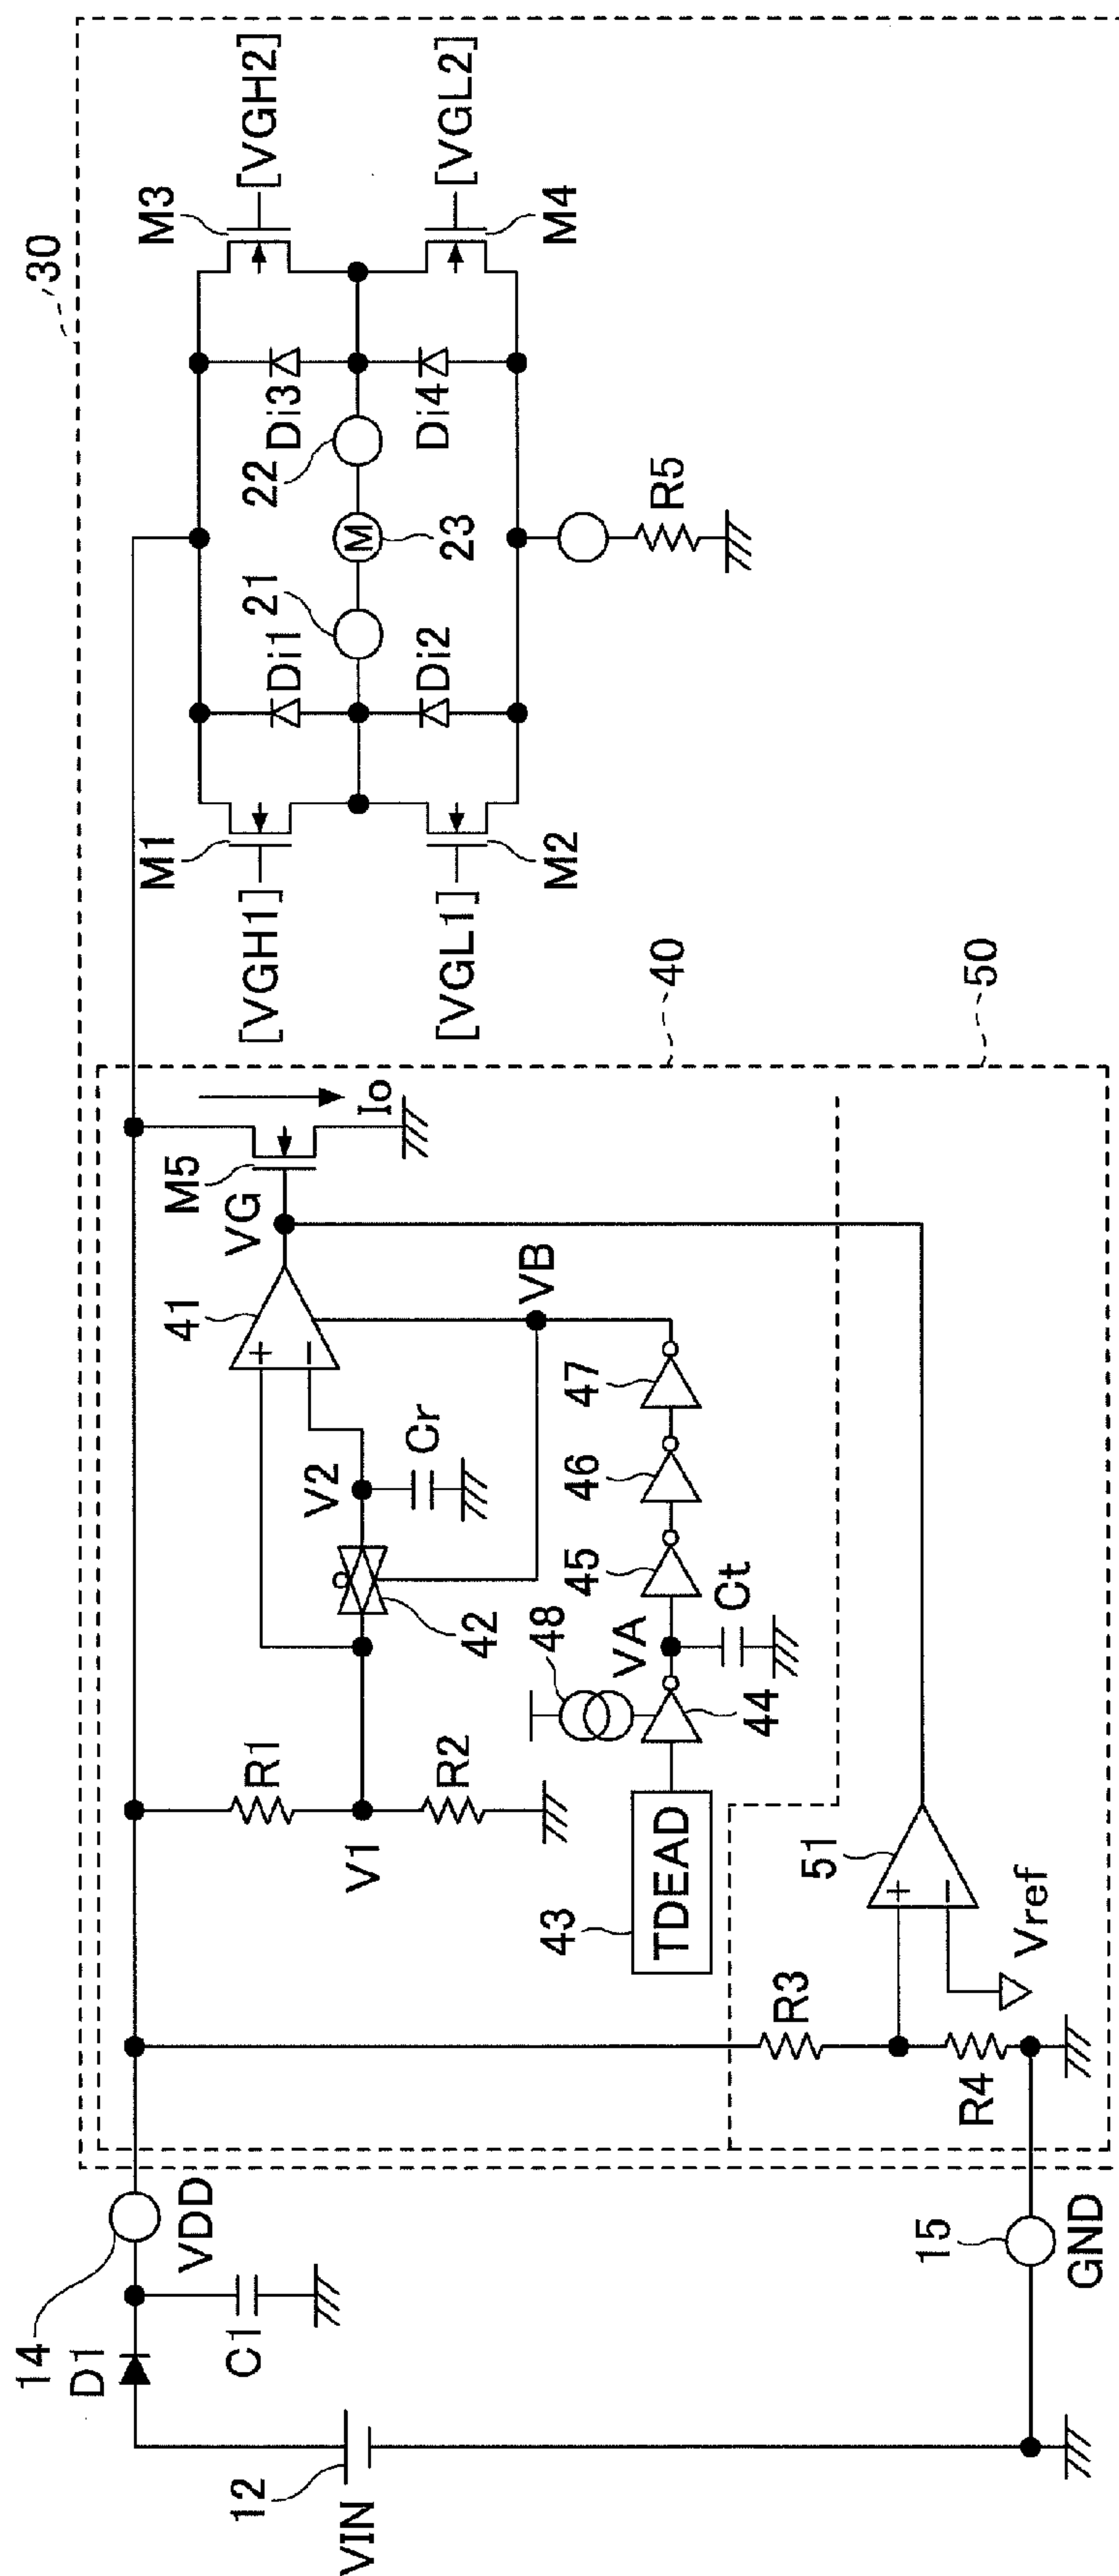 30
M3
[VGH2]
M1
[VGH1]
Di1
21
Di3
22
M
23
Di2
Di4
M2
[VGL1]
M4
[VGL2]
R5
40
50
14
D1
VDD
C1
12
VIN
15
GND
R1
V1
R2
41
+
−
VG
M5
Io
V2
Cr
42
VB
43
TDEAD
48
44
VA
Ct
45
46
47
R3
R4
51
+
−
Vref